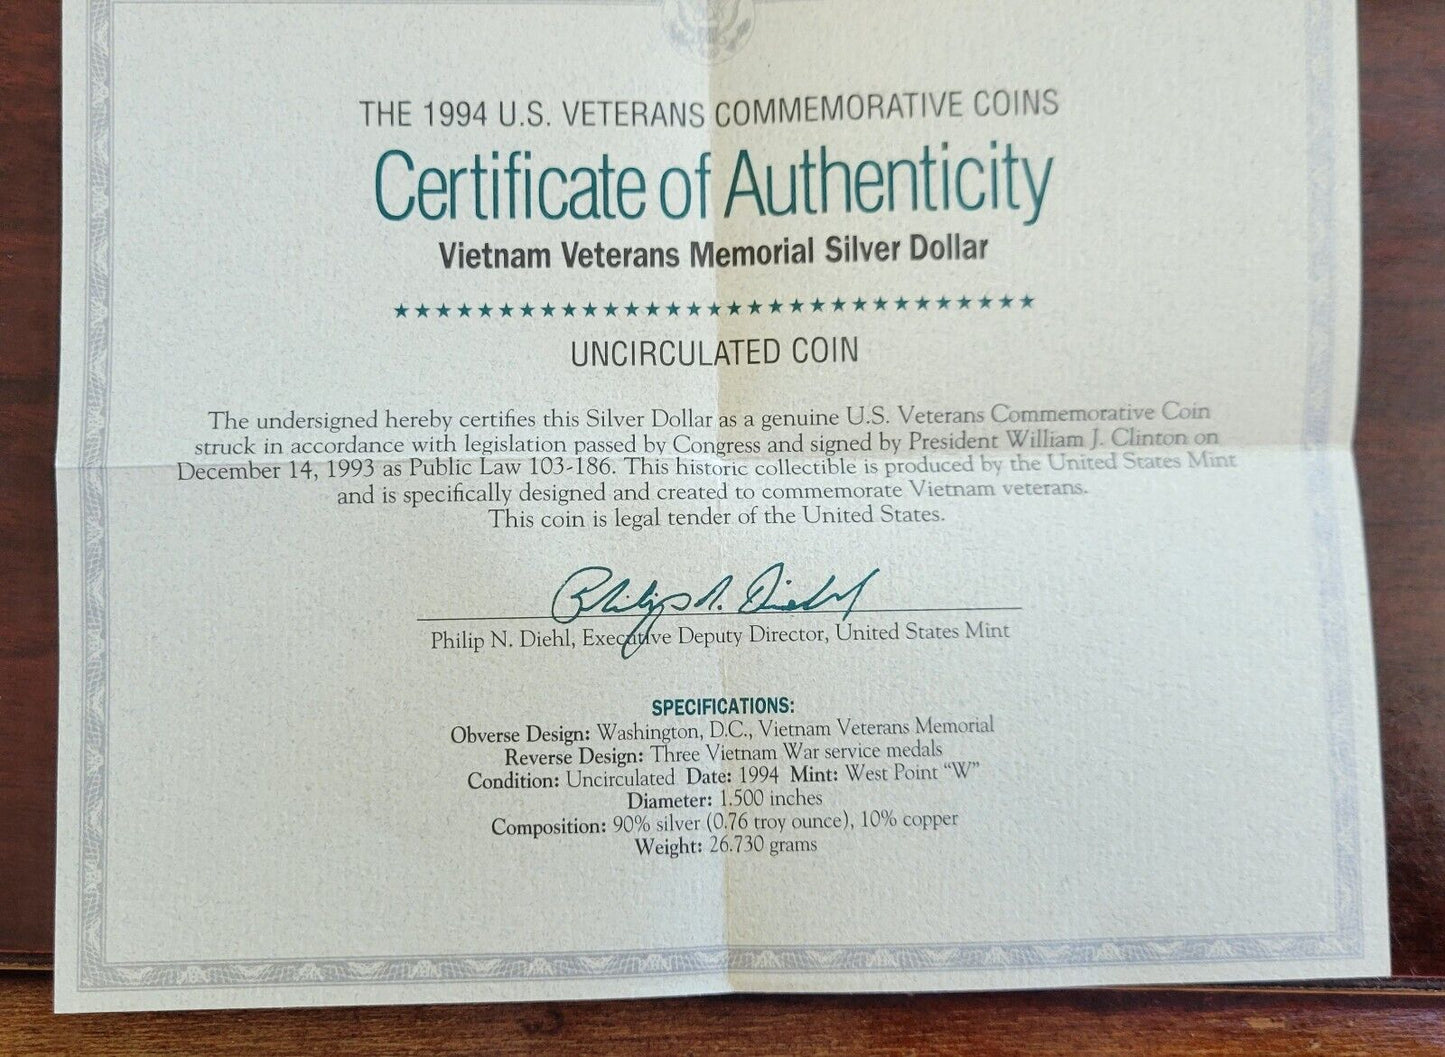 THE 1994 U.S. VETERANS COMMEMORATIVE COINS
Certificate of Authenticity
Vietnam Veterans Memorial Silver Dollar
★★★★★★★★★★★★★★★★★★★★★★★★★★★★★★★
UNCIRCULATED COIN
The undersigned hereby certifies this Silver Dollar as a genuine U.S. Veterans Commemorative Coin
struck in accordance with legislation passed by Congress and signed by President William J. Clinton on
December 14, 1993 as Public Law 103-186. This historic collectible is produced by the United States Mint
and is specifically designed and created to commemorate Vietnam veterans.
This coin is legal tender of the United States.
Philip N. Diehl
Philip N. Diehl, Executive Deputy Director, United States Mint
SPECIFICATIONS:
Obverse Design: Washington, D.C., Vietnam Veterans Memorial
Reverse Design: Three Vietnam War service medals
Condition: Uncirculated Date: 1994 Mint: West Point “W”
Diameter: 1.500 inches
Composition: 90% silver (0.76 troy ounce), 10% copper
Weight: 26.730 grams